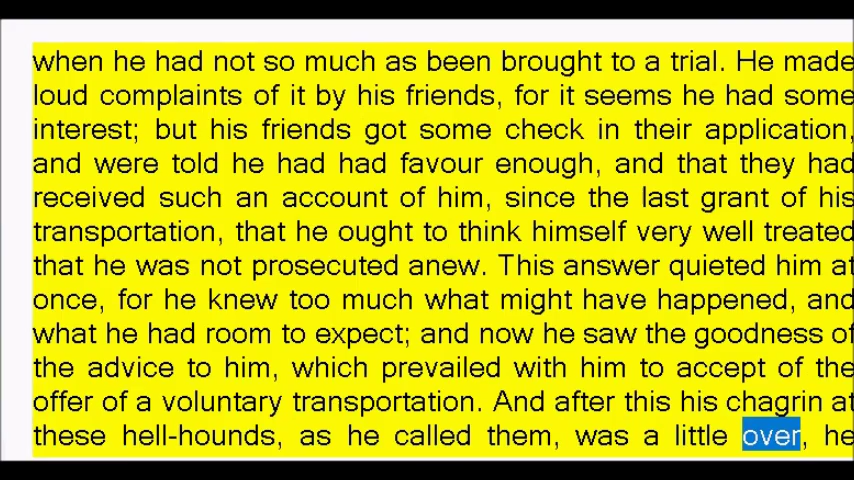 when he had not so much as been brought to a trial. He made
loud complaints of it by his friends, for it seems he had some
interest; but his friends got some check in their application,
and were told he had had favour enough, and that they had
received such an account of him, since the last grant of his
transportation, that he ought to think himself very well treated
that he was not prosecuted anew. This answer quieted him at
once, for he knew too much what might have happened, and
what he had room to expect; and now he saw the goodness of
the advice to him, which prevailed with him to accept of the
offer of a voluntary transportation. And after this his chagrin at
these hell-hounds, as he called them, was a little over, he